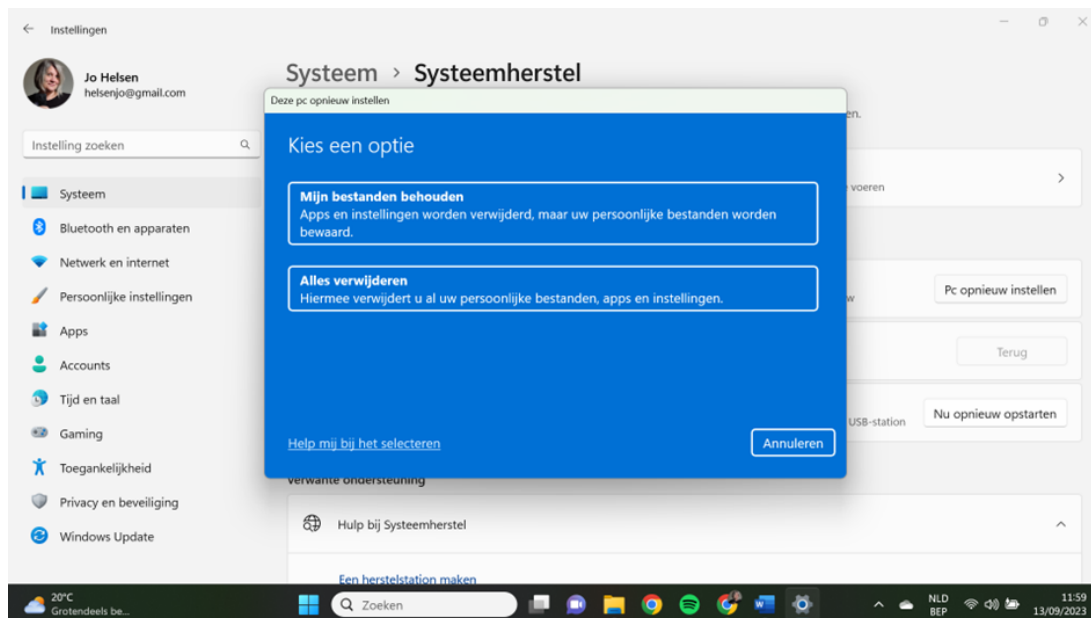 Instellingen
Jo Helsen
helsenjo@gmail.com
Instelling zoeken
Systeem
Bluetooth en apparaten
Netwerk en internet
Persoonlijke instellingen
Apps
Accounts
Tijd en taal
Gaming
Toegankelijkheid
Privacy en beveiliging
Windows Update
Systeem > Systeemherstel
en.
Deze pc opnieuw instellen
Kies een optie
Mijn bestanden behouden
Apps en instellingen worden verwijderd, maar uw persoonlijke bestanden worden
bewaard.
Alles verwijderen
Hiermee verwijdert u al uw persoonlijke bestanden, apps en instellingen.
Help mij bij het selecteren
Annuleren
voeren
w
Pc opnieuw instellen
Terug
USB-station
Nu opnieuw opstarten
Verwante ondersteuning
Hulp bij Systeemherstel
Een herstelstation maken
20°C
Grotendeels be...
Zoeken
NLD
BEP
11:59
13/09/2023